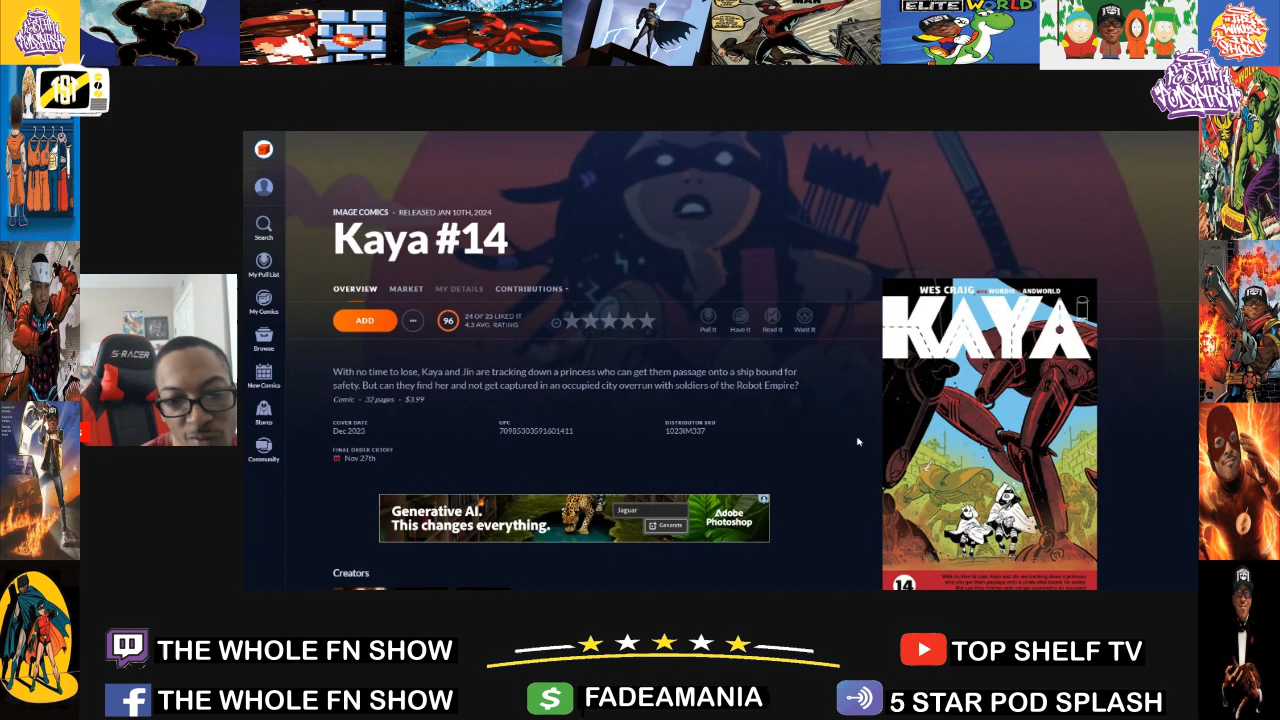 ELITE WORLD
MAN
TST
S-RACER
IMAGE COMICS · RELEASED JAN 10TH, 2024
Kaya #14
Search
My Pull List
My Comics
Browse
New Comics
Stores
Community
OVERVIEW MARKET MY DETAILS CONTRIBUTIONS
ADD
96
24 OF 25 LIKED IT
4.3 AVG. RATING
Pull It Have It Read It Want It
With no time to lose, Kaya and Jin are tracking down a princess who can get them passage onto a ship bound for
safety. But can they find her and not get captured in an occupied city overrun with soldiers of the Robot Empire?
Comic · 32 pages · $3.99
COVER DATE
Dec 2023
UPC
70985303591601411
DISTRIBUTOR SKU
1023IM337
FINAL ORDER CUTOFF
Nov 27th
Generative AI.
This changes everything.
Jaguar
Generate
Adobe
Photoshop
Creators
WES CRAIG WITH WORDIE & ANDWORLD
KAYA
14
THE WHOLE FN SHOW
THE WHOLE FN SHOW
FADEAMANIA
TOP SHELF TV
5 STAR POD SPLASH